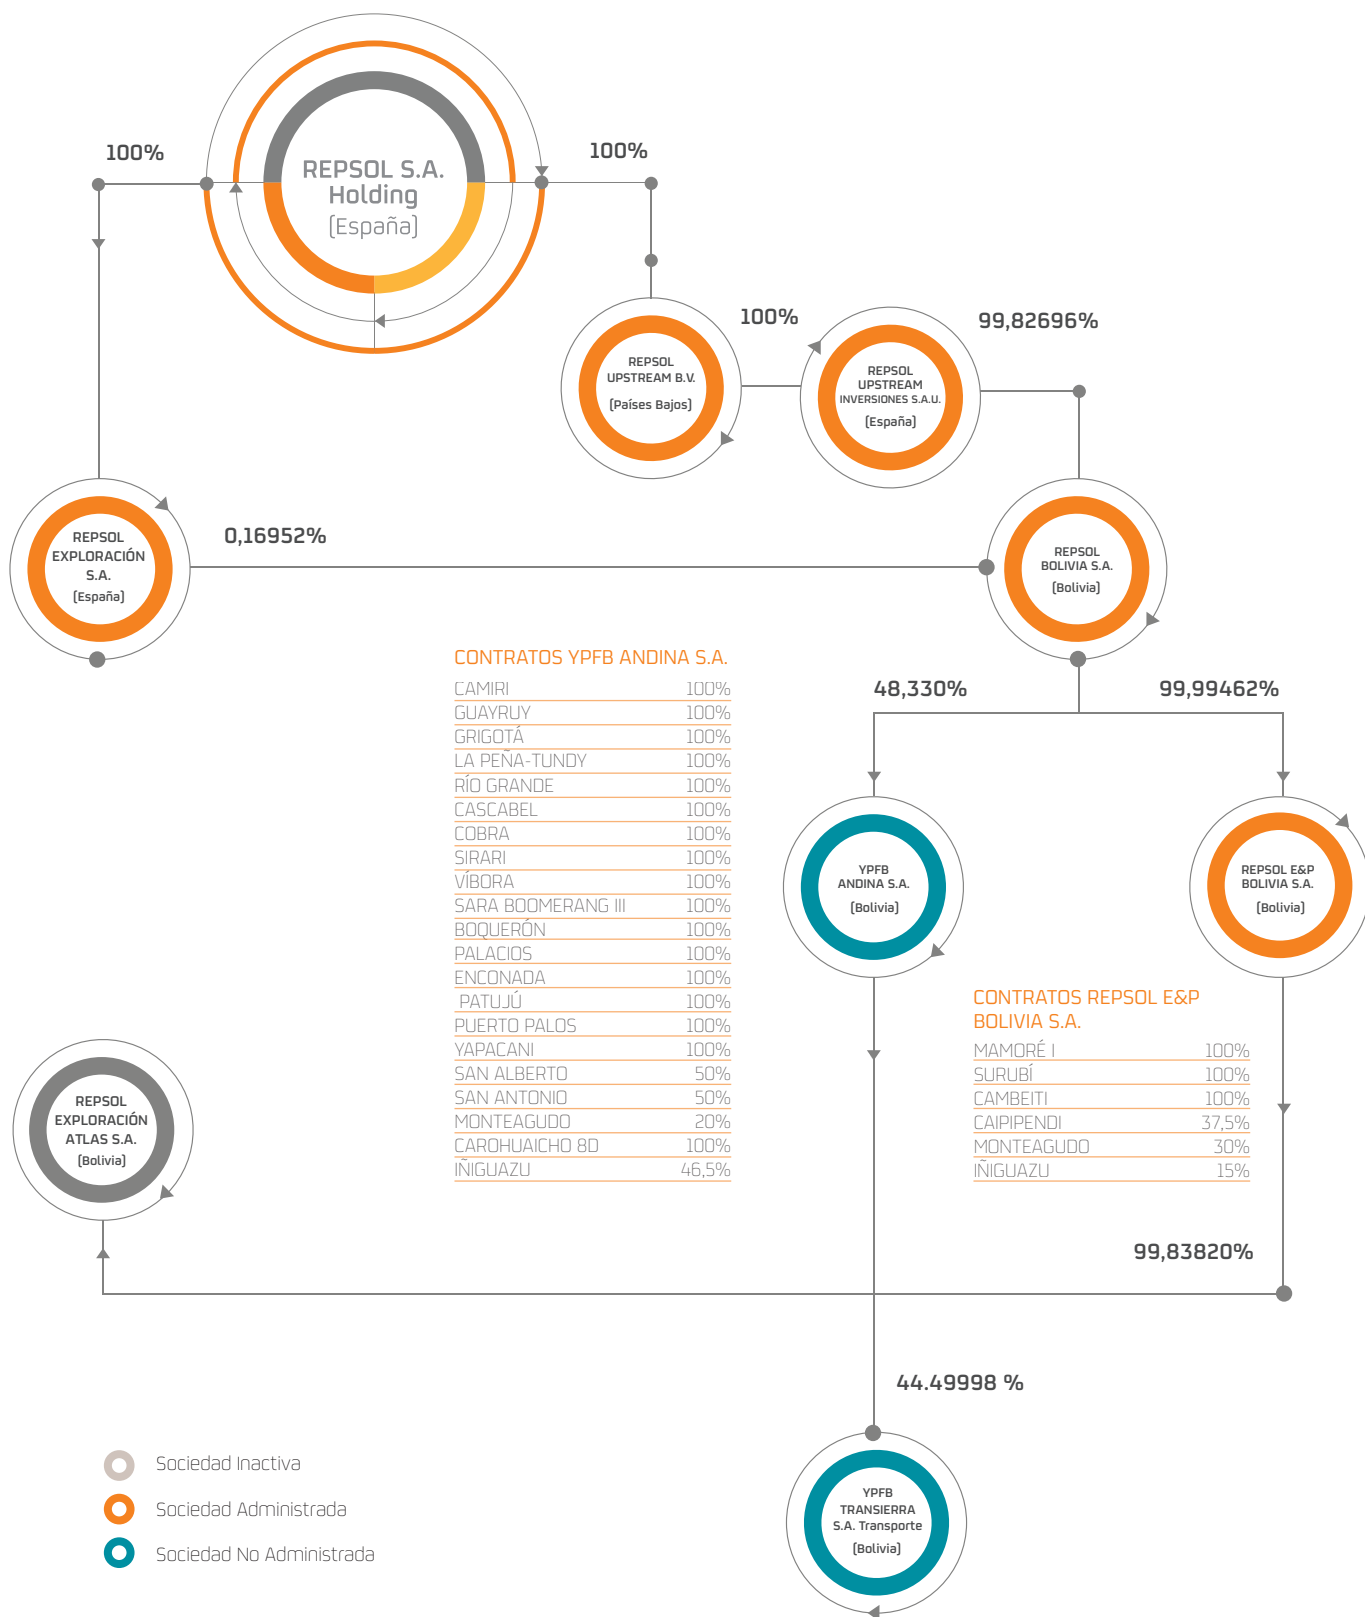 100%
100%
REPSOL S.A.
Holding
(España)
REPSOL
UPSTREAM B.V.
(Países Bajos)
100%
REPSOL
UPSTREAM
INVERSIONES S.A.U.
(España)
99,82696%
REPSOL
EXPLORACIÓN
S.A.
(España)
0,16952%
REPSOL
BOLIVIA S.A.
(Bolivia)
48,330%
99,99462%
CONTRATOS YPFB ANDINA S.A.
CAMIRI 100%
GUAYRUY 100%
GRIGOTÁ 100%
LA PEÑA-TUNDY 100%
RÍO GRANDE 100%
CASCABEL 100%
COBRA 100%
SIRARI 100%
VÍBORA 100%
SARA BOOMERANG III 100%
BOQUERÓN 100%
PALACIOS 100%
ENCONADA 100%
PATUJÚ 100%
PUERTO PALOS 100%
YAPACANI 100%
SAN ALBERTO 50%
SAN ANTONIO 50%
MONTEAGUDO 20%
CAROHUAICHO 8D 100%
IÑIGUAZU 46,5%
YPFB
ANDINA S.A.
(Bolivia)
REPSOL E&P
BOLIVIA S.A.
(Bolivia)
CONTRATOS REPSOL E&P
BOLIVIA S.A.
MAMORÉ I 100%
SURUBÍ 100%
CAMBEITI 100%
CAIPIPENDI 37,5%
MONTEAGUDO 30%
IÑIGUAZU 15%
REPSOL
EXPLORACIÓN
ATLAS S.A.
(Bolivia)
99,83820%
44.49998 %
YPFB
TRANSIERRA
S.A. Transporte
(Bolivia)
Sociedad Inactiva
Sociedad Administrada
Sociedad No Administrada